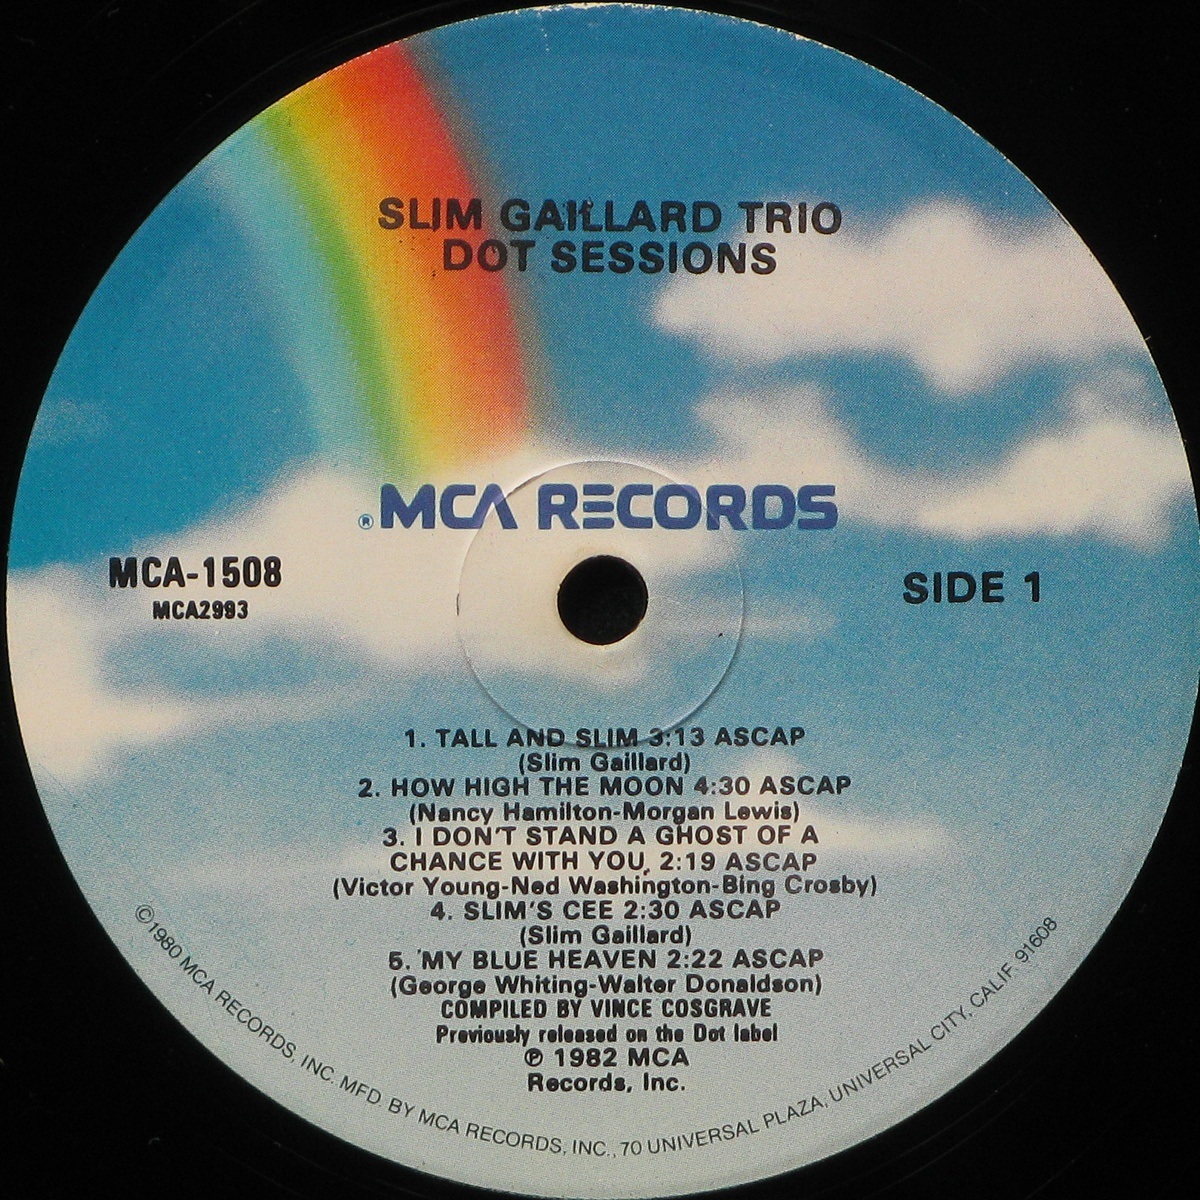 SLIM GAILLARD TRIO
DOT SESSIONS
® MCA RECORDS
MCA-1508
MCA2993
SIDE 1
1. TALL AND SLIM 3:13 ASCAP
(Slim Gaillard)
2. HOW HIGH THE MOON 4:30 ASCAP
(Nancy Hamilton-Morgan Lewis)
3. I DON'T STAND A GHOST OF A
CHANCE WITH YOU, 2:19 ASCAP
(Victor Young-Ned Washington-Bing Crosby)
4. SLIM'S CEE 2:30 ASCAP
(Slim Gaillard)
5. MY BLUE HEAVEN 2:22 ASCAP
(George Whiting-Walter Donaldson)
COMPILED BY VINCE COSGRAVE
Previously released on the Dot label
℗ 1982 MCA
Records, Inc.
©1980 MCA RECORDS, INC. MFD. BY MCA RECORDS, INC., 70 UNIVERSAL PLAZA, UNIVERSAL CITY, CALIF. 91608